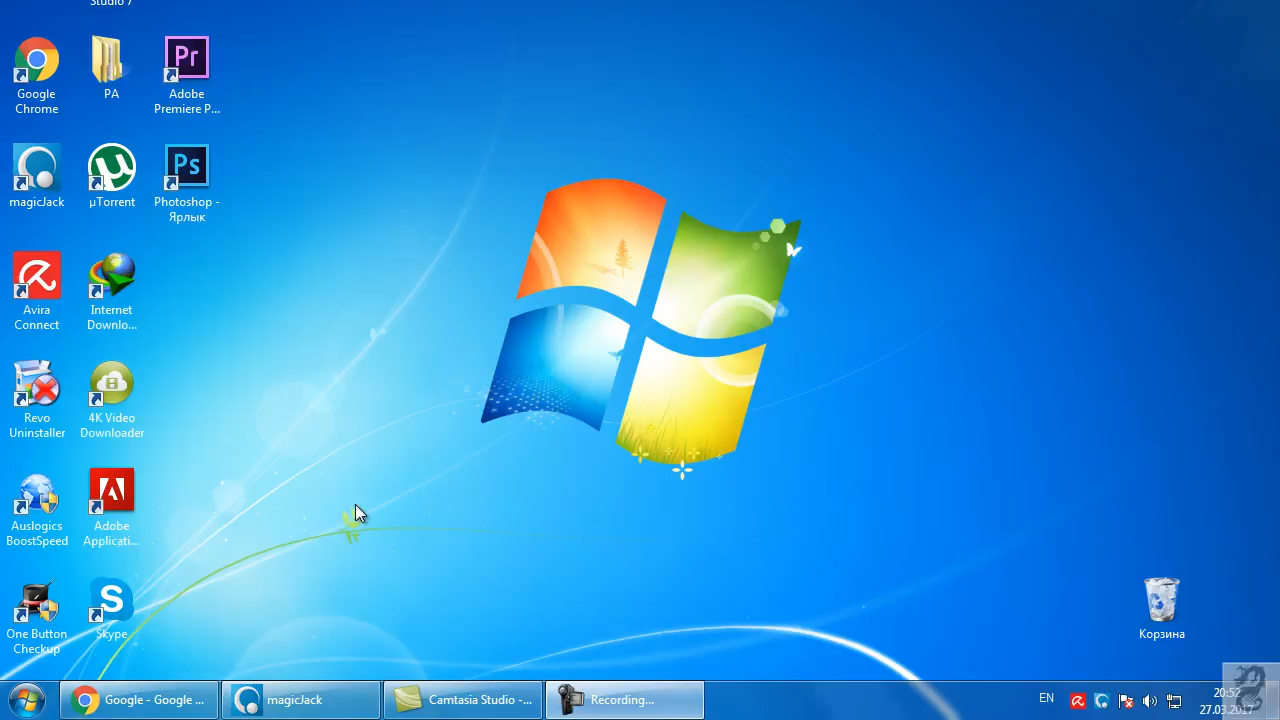 Studio 7
Google
Chrome
PA
Pr
Adobe
Premiere P...
magicJack
µTorrent
Ps
Photoshop -
Ярлык
Avira
Connect
Internet
Downlo...
Revo
Uninstaller
4K Video
Downloader
Auslogics
BoostSpeed
Adobe
Applicati...
One Button
Checkup
S
Skype
Корзина
Google - Google ...
magicJack
Camtasia Studio -...
Recording...
EN
20:52
27.03.2017